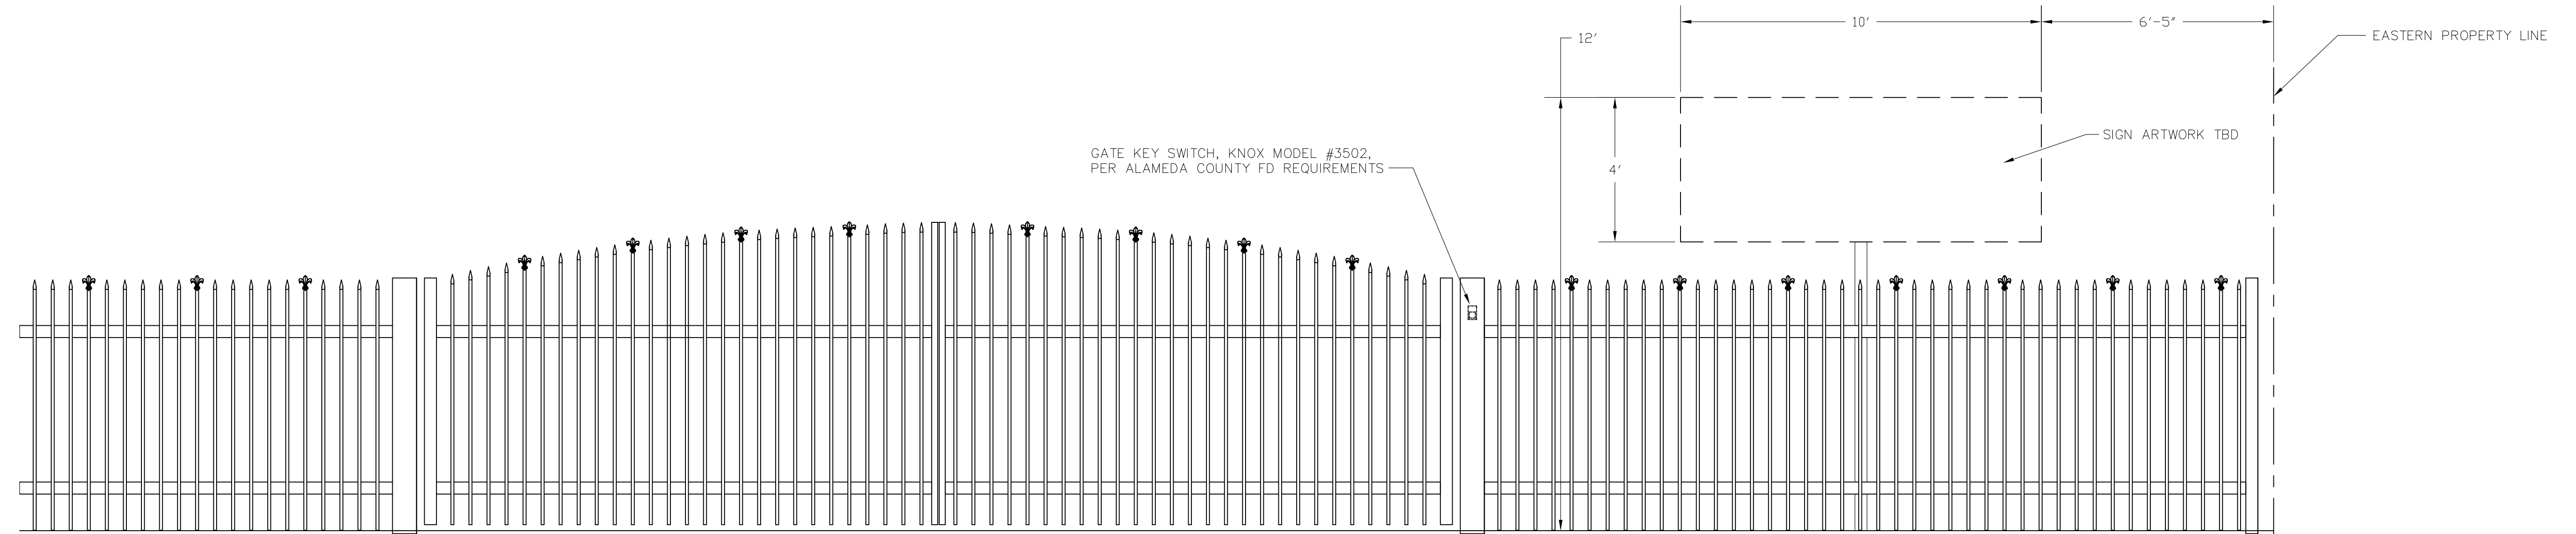 10′
6′-5″
12′
EASTERN PROPERTY LINE
SIGN ARTWORK TBD
GATE KEY SWITCH, KNOX MODEL #3502,
PER ALAMEDA COUNTY FD REQUIREMENTS
4′